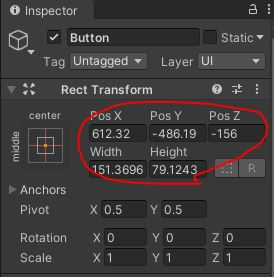 Inspector
Button
Static
Tag Untagged Layer UI
Rect Transform
center
middle
Pos X Pos Y Pos Z
612.32 -486.19 -156
Width Height
151.3696 79.1243
R
Anchors
Pivot X 0.5 Y 0.5
Rotation X 0 Y 0 Z 0
Scale X 1 Y 1 Z 1